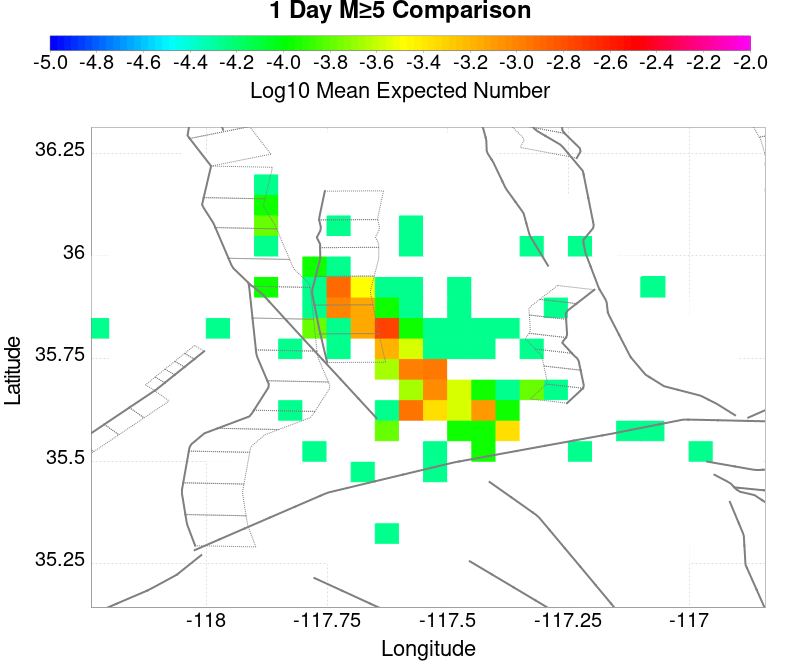 1 Day M≥5 Comparison
-5.0 -4.8 -4.6 -4.4 -4.2 -4.0 -3.8 -3.6 -3.4 -3.2 -3.0 -2.8 -2.6 -2.4 -2.2 -2.0
Log10 Mean Expected Number
36.25
36
35.75
35.5
35.25
Latitude
-118 -117.75 -117.5 -117.25 -117
Longitude